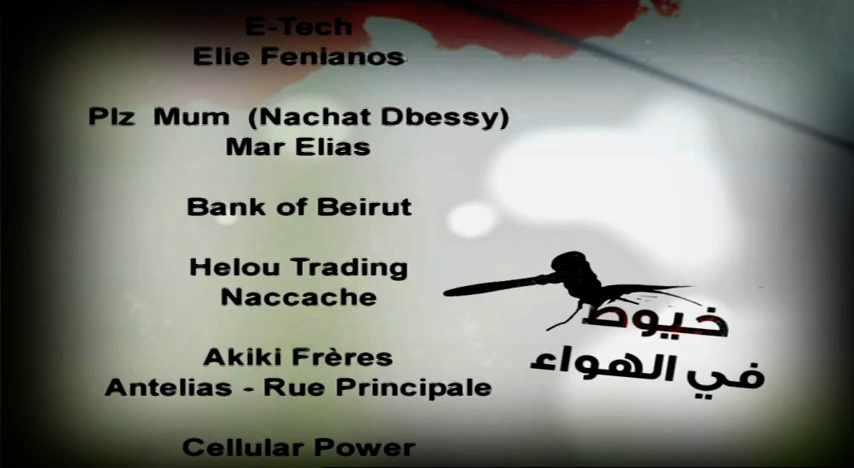 E-Tech
Elie Fenianos
Plz Mum (Nachat Dbessy)
Mar Elias
Bank of Beirut
Helou Trading
Naccache
Akiki Frères
Antelias - Rue Principale
Cellular Power
خيوط
في الهواء